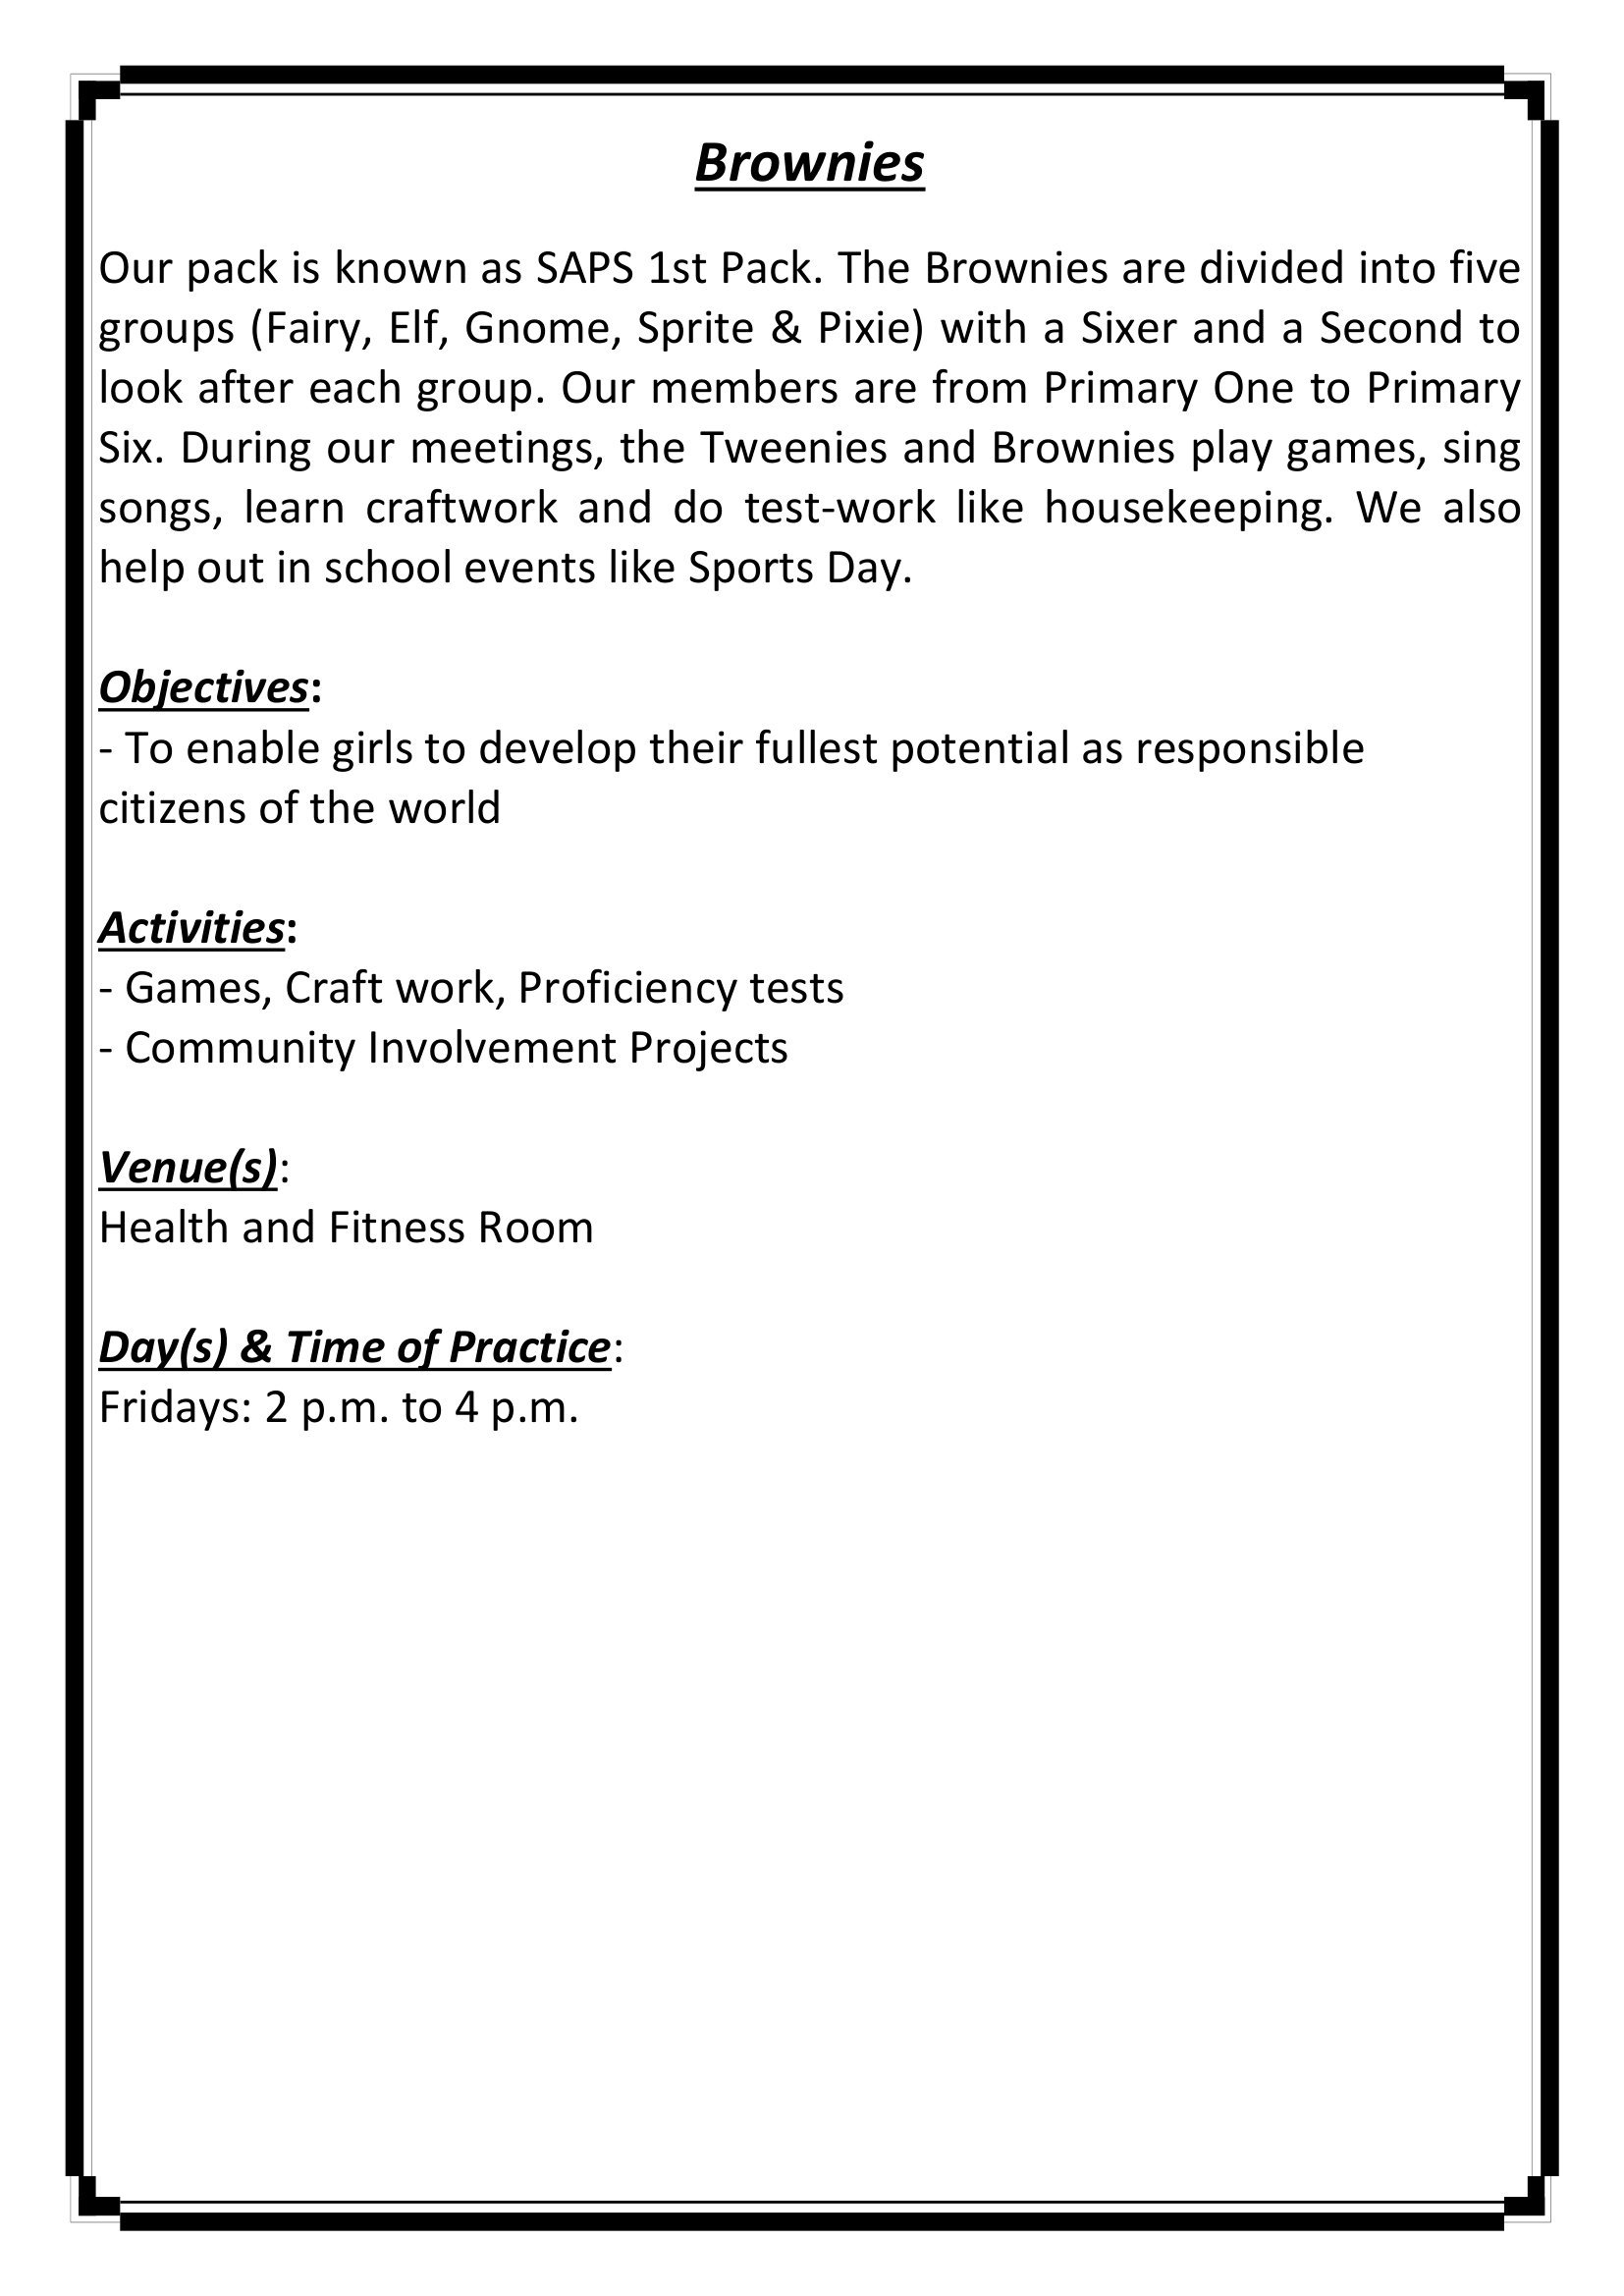 Brownies
Our pack is known as SAPS 1st Pack. The Brownies are divided into five
groups (Fairy, Elf, Gnome, Sprite & Pixie) with a Sixer and a Second to
look after each group. Our members are from Primary One to Primary
Six. During our meetings, the Tweenies and Brownies play games, sing
songs, learn craftwork and do test-work like housekeeping. We also
help out in school events like Sports Day.
Objectives:
- To enable girls to develop their fullest potential as responsible
citizens of the world
Activities:
- Games, Craft work, Proficiency tests
- Community Involvement Projects
Venue(s):
Health and Fitness Room
Day(s) & Time of Practice:
Fridays: 2 p.m. to 4 p.m.